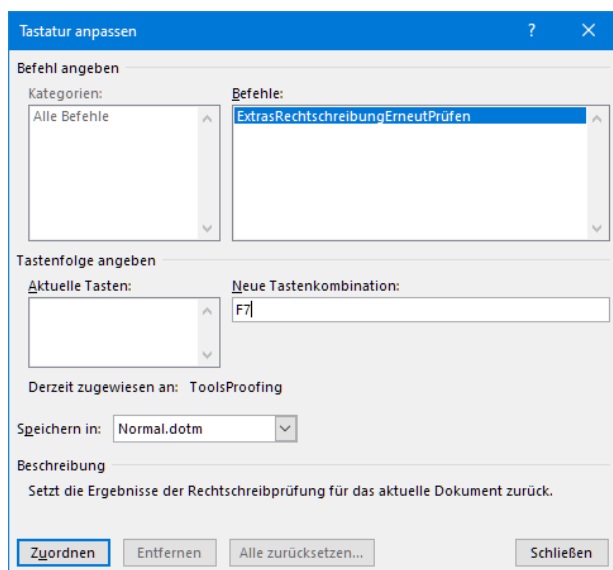 Tastatur anpassen ?
Befehl angeben
Kategorien: Befehle:
Alle Befehle ExtrasRechtschreibungErneutPrüfen
Tastenfolge angeben
Aktuelle Tasten: Neue Tastenkombination:
F7
Derzeit zugewiesen an: ToolsProofing
Speichern in: Normal.dotm
Beschreibung
Setzt die Ergebnisse der Rechtschreibprüfung für das aktuelle Dokument zurück.
Zuordnen Entfernen Alle zurücksetzen... Schließen